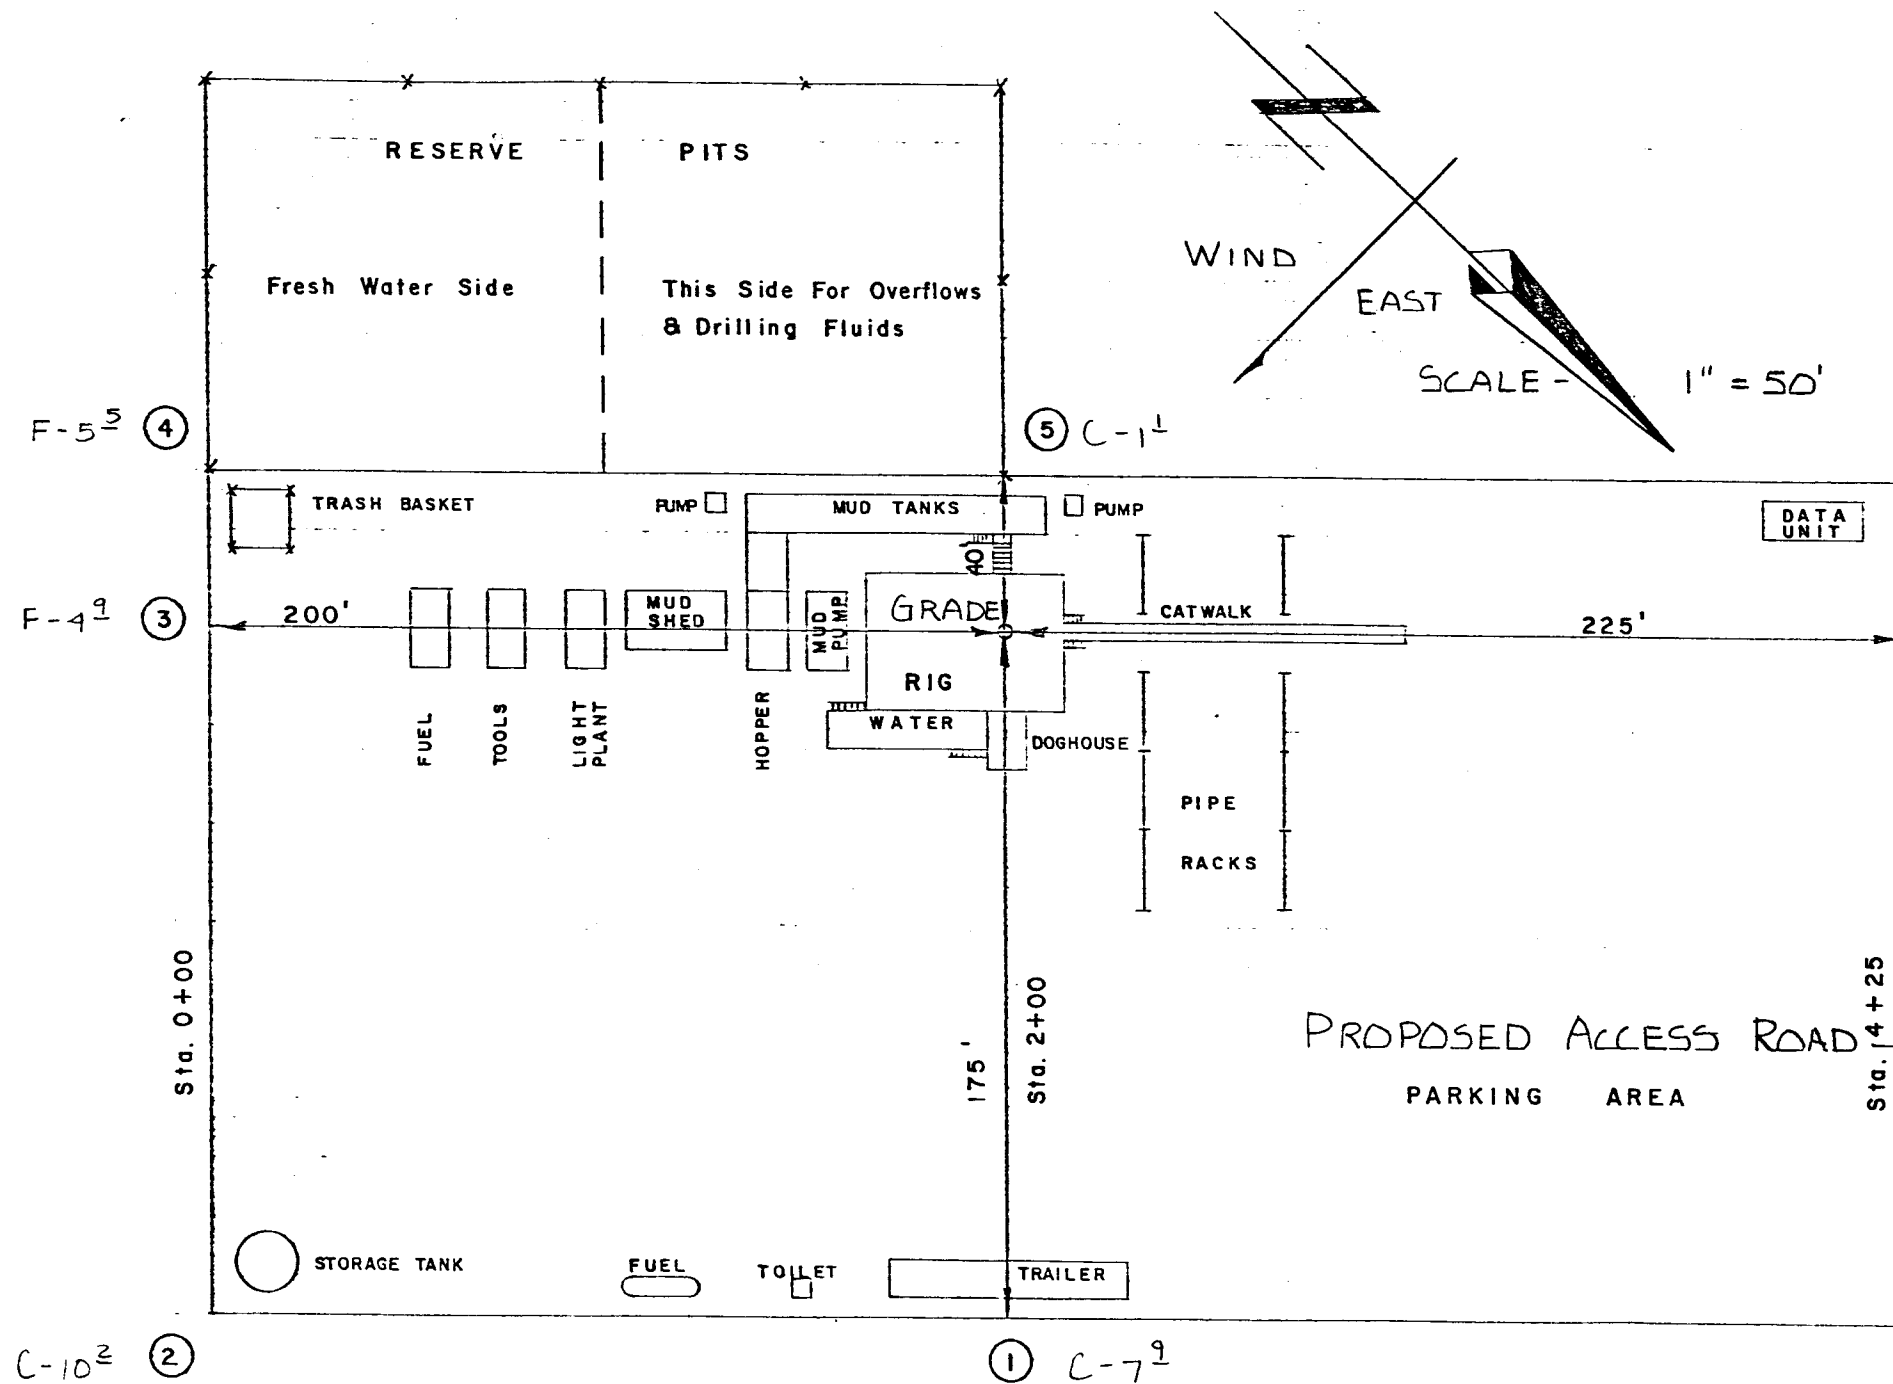 RESERVE PITS
WIND
Fresh Water Side
This Side For Overflows
& Drilling Fluids
EAST
SCALE - 1" = 50'
F-5 5
4
5
C-1 1
TRASH BASKET
PUMP
MUD TANKS
PUMP
DATA
UNIT
40'
F-4 9
3
200'
MUD
SHED
MUD
PUMP
GRADE
CATWALK
225'
RIG
WATER
DOGHOUSE
FUEL
TOOLS
LIGHT
PLANT
HOPPER
PIPE
RACKS
Sta. 0+00
175'
Sta. 2+00
PROPOSED ACCESS ROAD
PARKING AREA
Sta. 4+25
STORAGE TANK
FUEL
TOILET
TRAILER
C-10 2
2
1
C-7 9